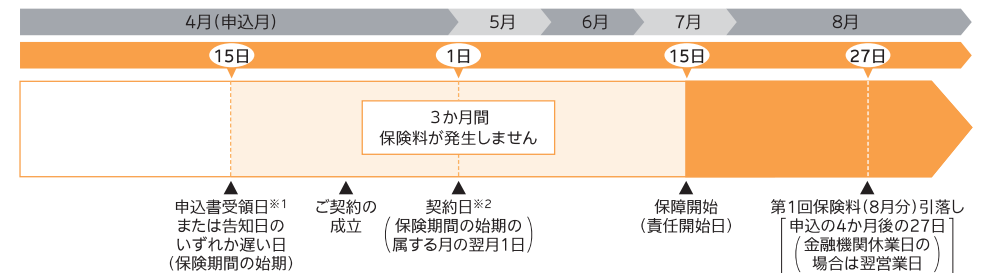 4月(申込月) 5月 6月 7月 8月
15日 1日 15日 27日
3か月間
保険料が発生しません
申込書受領日※1
または告知日の
いずれか遅い日
(保険期間の始期)
ご契約の
成立
契約日※2
(保険期間の始期の
属する月の翌月1日)
保障開始
(責任開始日)
第1回保険料(8月分)引落し
[申込の4か月後の27日
(金融機関休業日の
場合は翌営業日)]